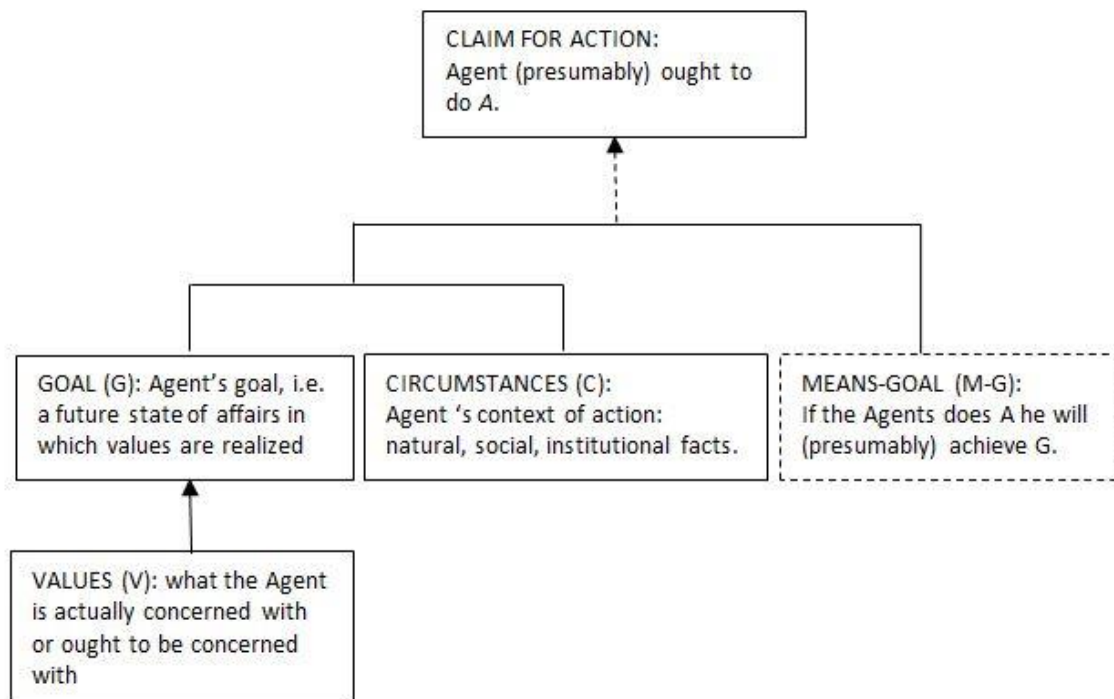 CLAIM FOR ACTION:
Agent (presumably) ought to
do A.
GOAL (G): Agent's goal, i.e.
a future state of affairs in
which values are realized
CIRCUMSTANCES (C):
Agent 's context of action:
natural, social, institutional facts.
MEANS-GOAL (M-G):
If the Agents does A he will
(presumably) achieve G.
VALUES (V): what the Agent
is actually concerned with
or ought to be concerned
with